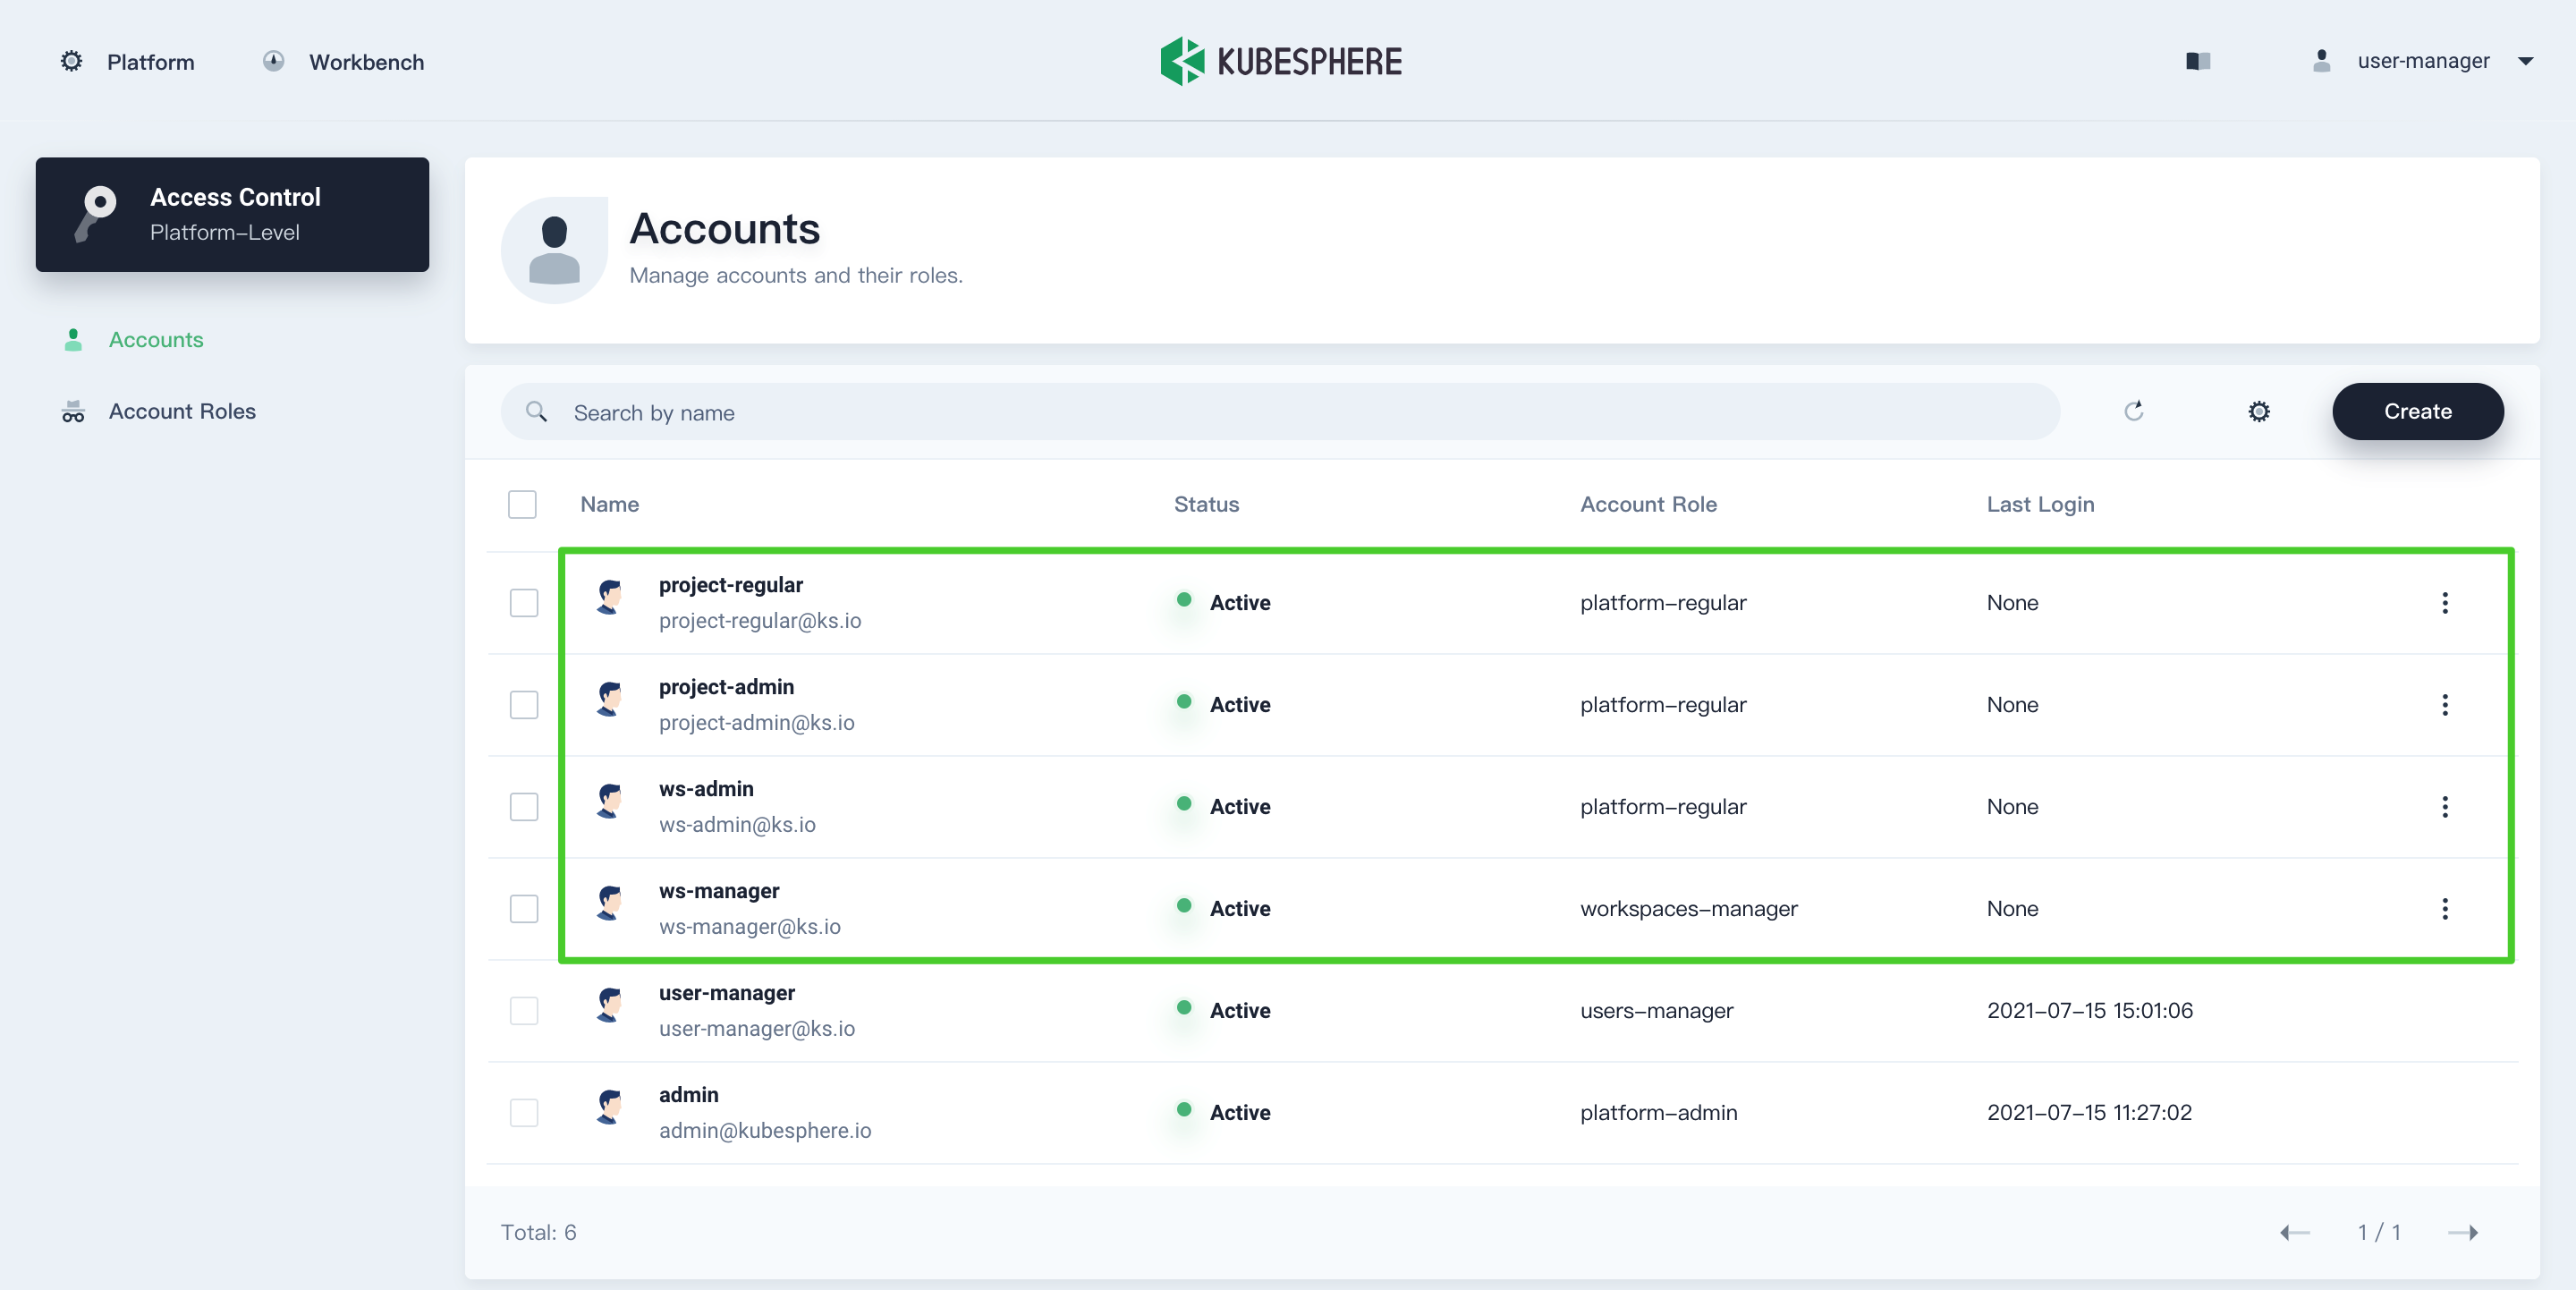 Platform Workbench KUBESPHERE user-manager
Access Control
Platform-Level
Accounts
Account Roles
Accounts
Manage accounts and their roles.
Search by name Create
Name Status Account Role Last Login
project-regular
project-regular@ks.io Active platform-regular None
project-admin
project-admin@ks.io Active platform-regular None
ws-admin
ws-admin@ks.io Active platform-regular None
ws-manager
ws-manager@ks.io Active workspaces-manager None
user-manager
user-manager@ks.io Active users-manager 2021-07-15 15:01:06
admin
admin@kubesphere.io Active platform-admin 2021-07-15 11:27:02
Total: 6 1 / 1